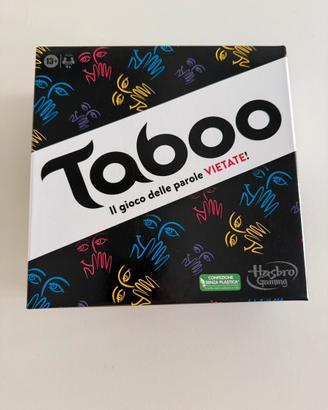 13+
Taboo
Il gioco delle parole VIETATE!
CONFEZIONE
SENZA PLASTICA
Hasbro
Gaming